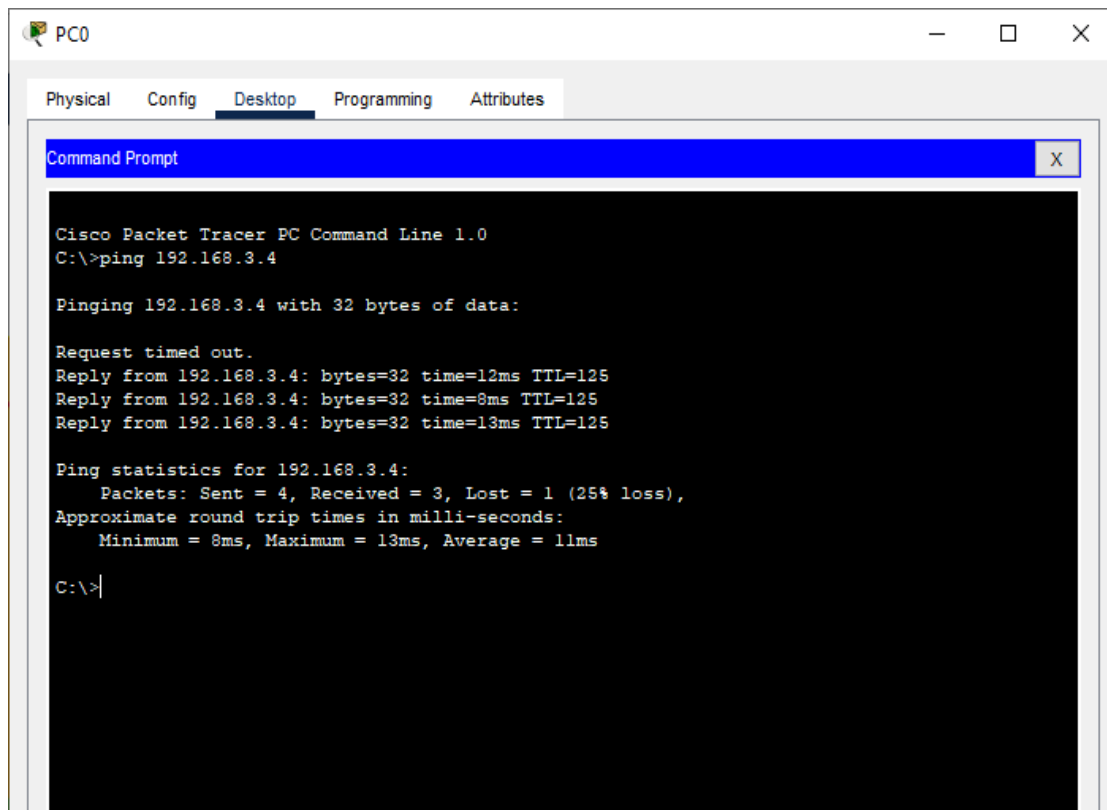 PC0
Physical Config Desktop Programming Attributes
Command Prompt
X
Cisco Packet Tracer PC Command Line 1.0
C:\>ping 192.168.3.4
Pinging 192.168.3.4 with 32 bytes of data:
Request timed out.
Reply from 192.168.3.4: bytes=32 time=12ms TTL=125
Reply from 192.168.3.4: bytes=32 time=8ms TTL=125
Reply from 192.168.3.4: bytes=32 time=13ms TTL=125
Ping statistics for 192.168.3.4:
Packets: Sent = 4, Received = 3, Lost = 1 (25% loss),
Approximate round trip times in milli-seconds:
Minimum = 8ms, Maximum = 13ms, Average = 11ms
C:\>